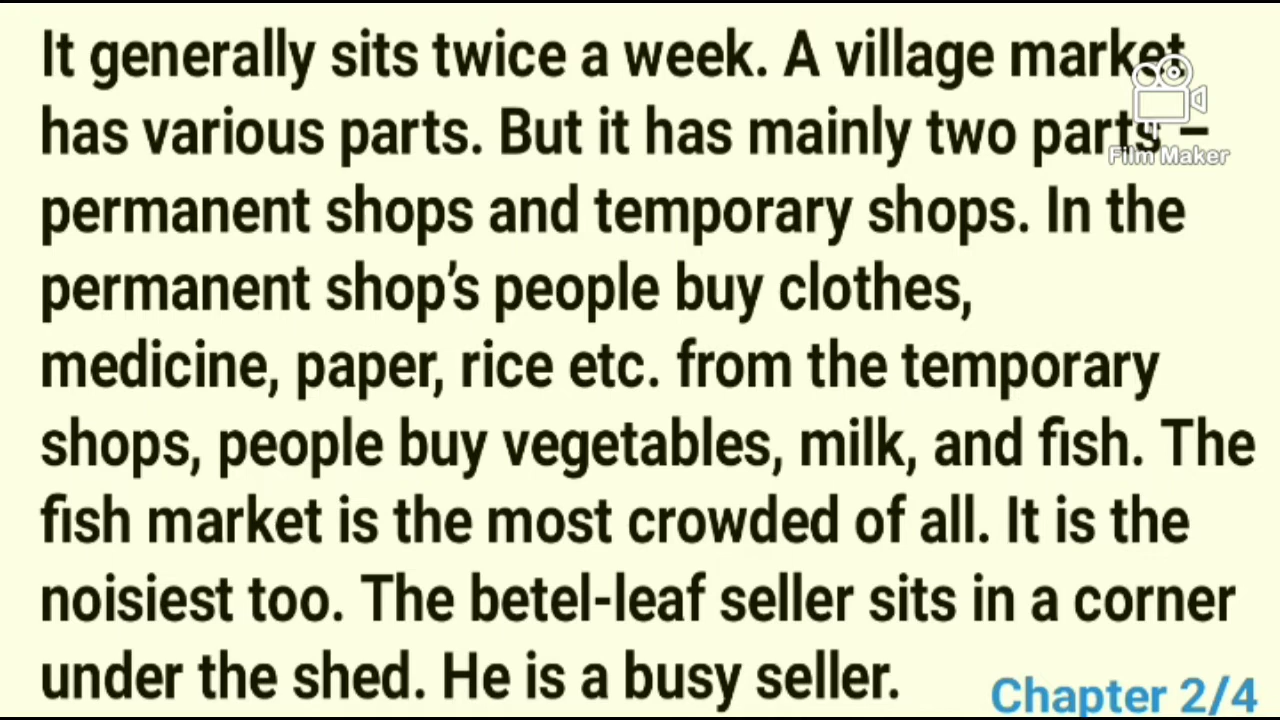 It generally sits twice a week. A village market
has various parts. But it has mainly two parts –
Film Maker
permanent shops and temporary shops. In the
permanent shop’s people buy clothes,
medicine, paper, rice etc. from the temporary
shops, people buy vegetables, milk, and fish. The
fish market is the most crowded of all. It is the
noisiest too. The betel-leaf seller sits in a corner
under the shed. He is a busy seller.
Chapter 2/4